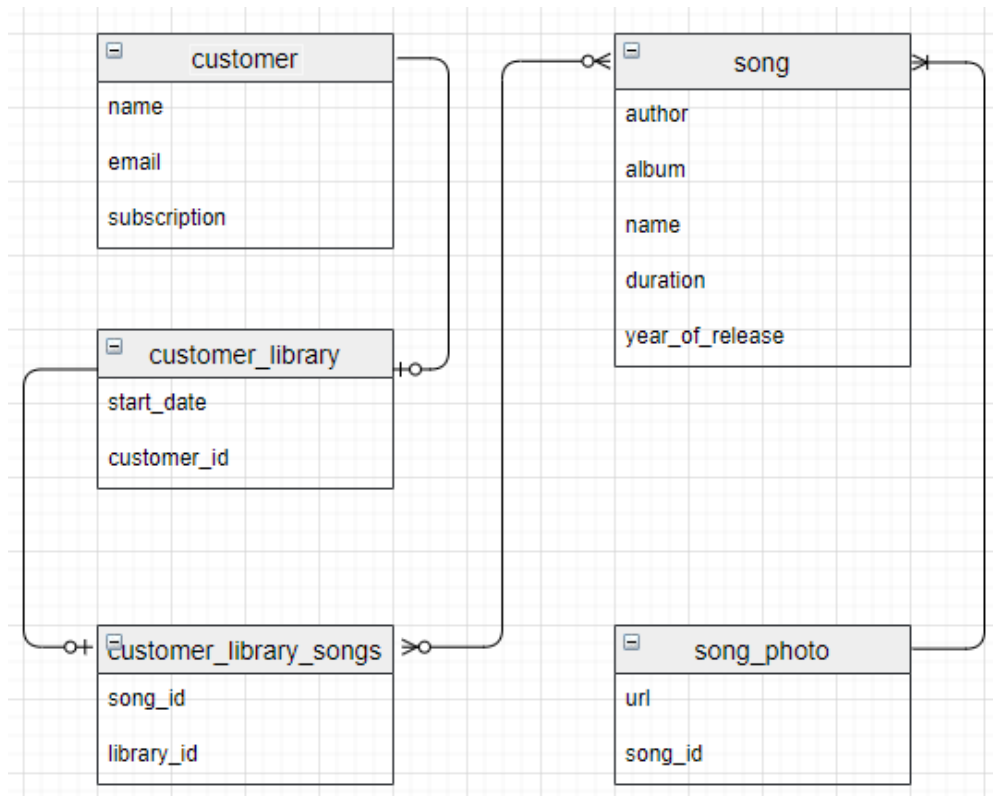 customer
name
email
subscription
customer_library
start_date
customer_id
customer_library_songs
song_id
library_id
song
author
album
name
duration
year_of_release
song_photo
url
song_id